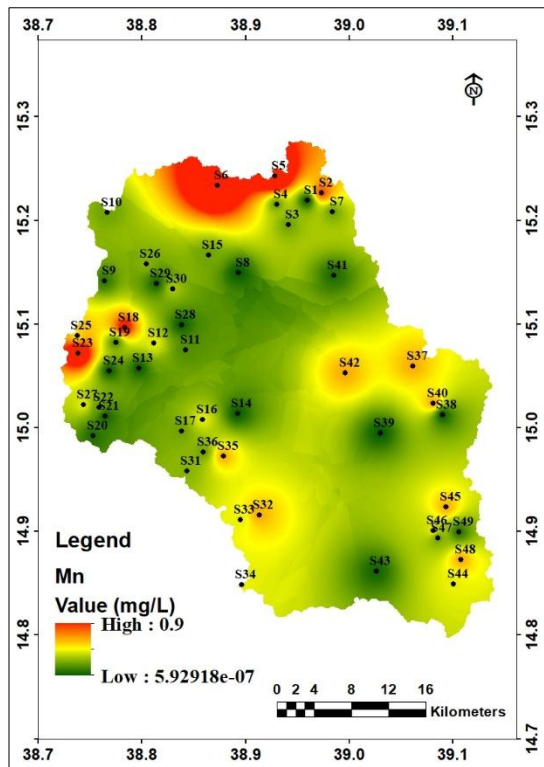 38.7 38.8 38.9 39.0 39.1
15.3 15.3
N
S5
S6 S2
S4 S1
S10 S7
S3
15.2 15.2
S15
S26
S8
S9 S29 S41
S30
S28
15.1 S18 15.1
S25 S19 S12 S11
S23
S24 S13 S42 S37
S27 S22 S40
S21 S16 S14 S38
15.0 S17 S39 15.0
S20
S36 S35
S31
S45
S33 S32
S46 S49
14.9 S47 14.9
Legend
S48
Mn S43
S34 S44
Value (mg/L)
High : 0.9
14.8 14.8
Low : 5.92918e-07
0 2 4 8 12 16
Kilometers
14.7 14.7
38.7 38.8 38.9 39.0 39.1